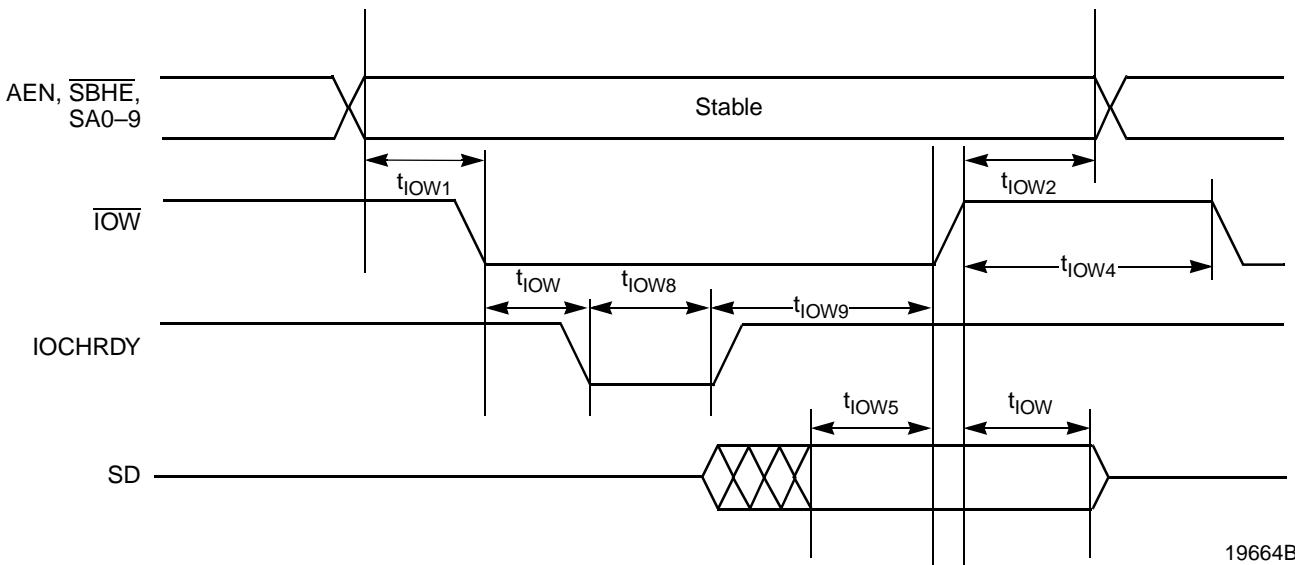 AEN, SBHE,
SA0–9
Stable
tIOW1
tIOW2
IOW
tIOW4
tIOW
tIOW8
tIOW9
IOCHRDY
tIOW5
tIOW
SD
19664B